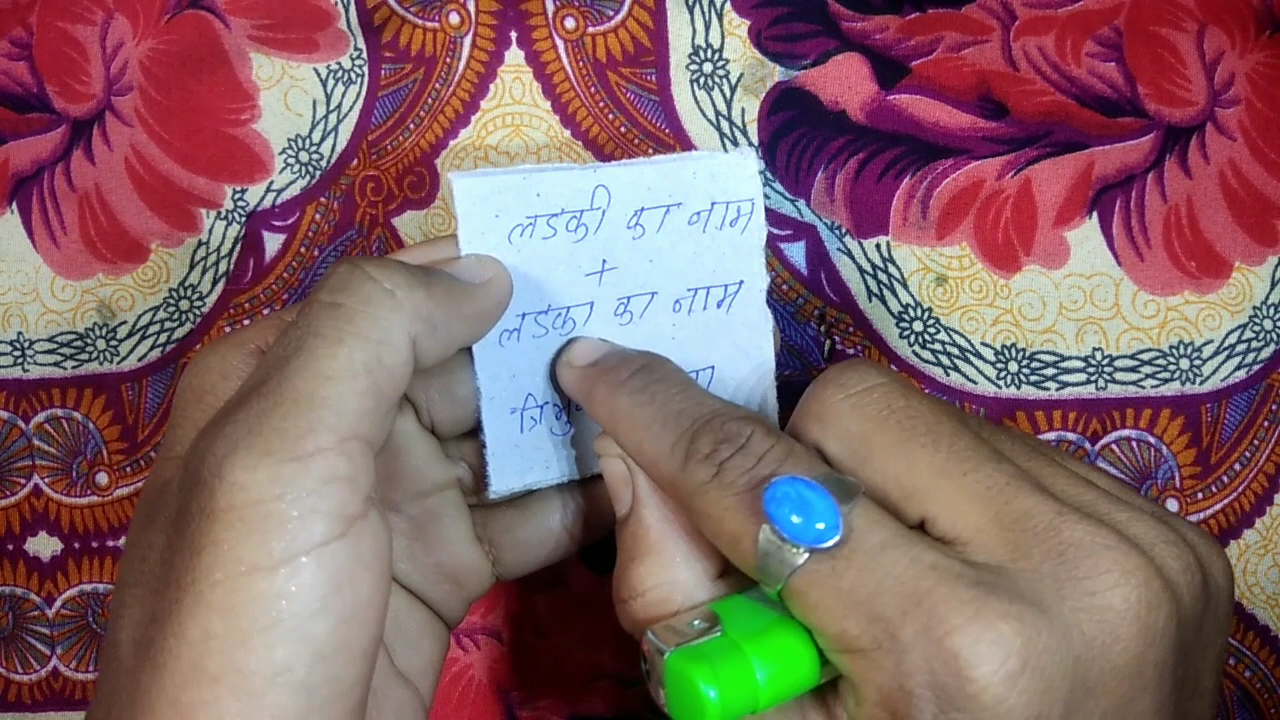 लडकी का नाम
+
लडका का नाम